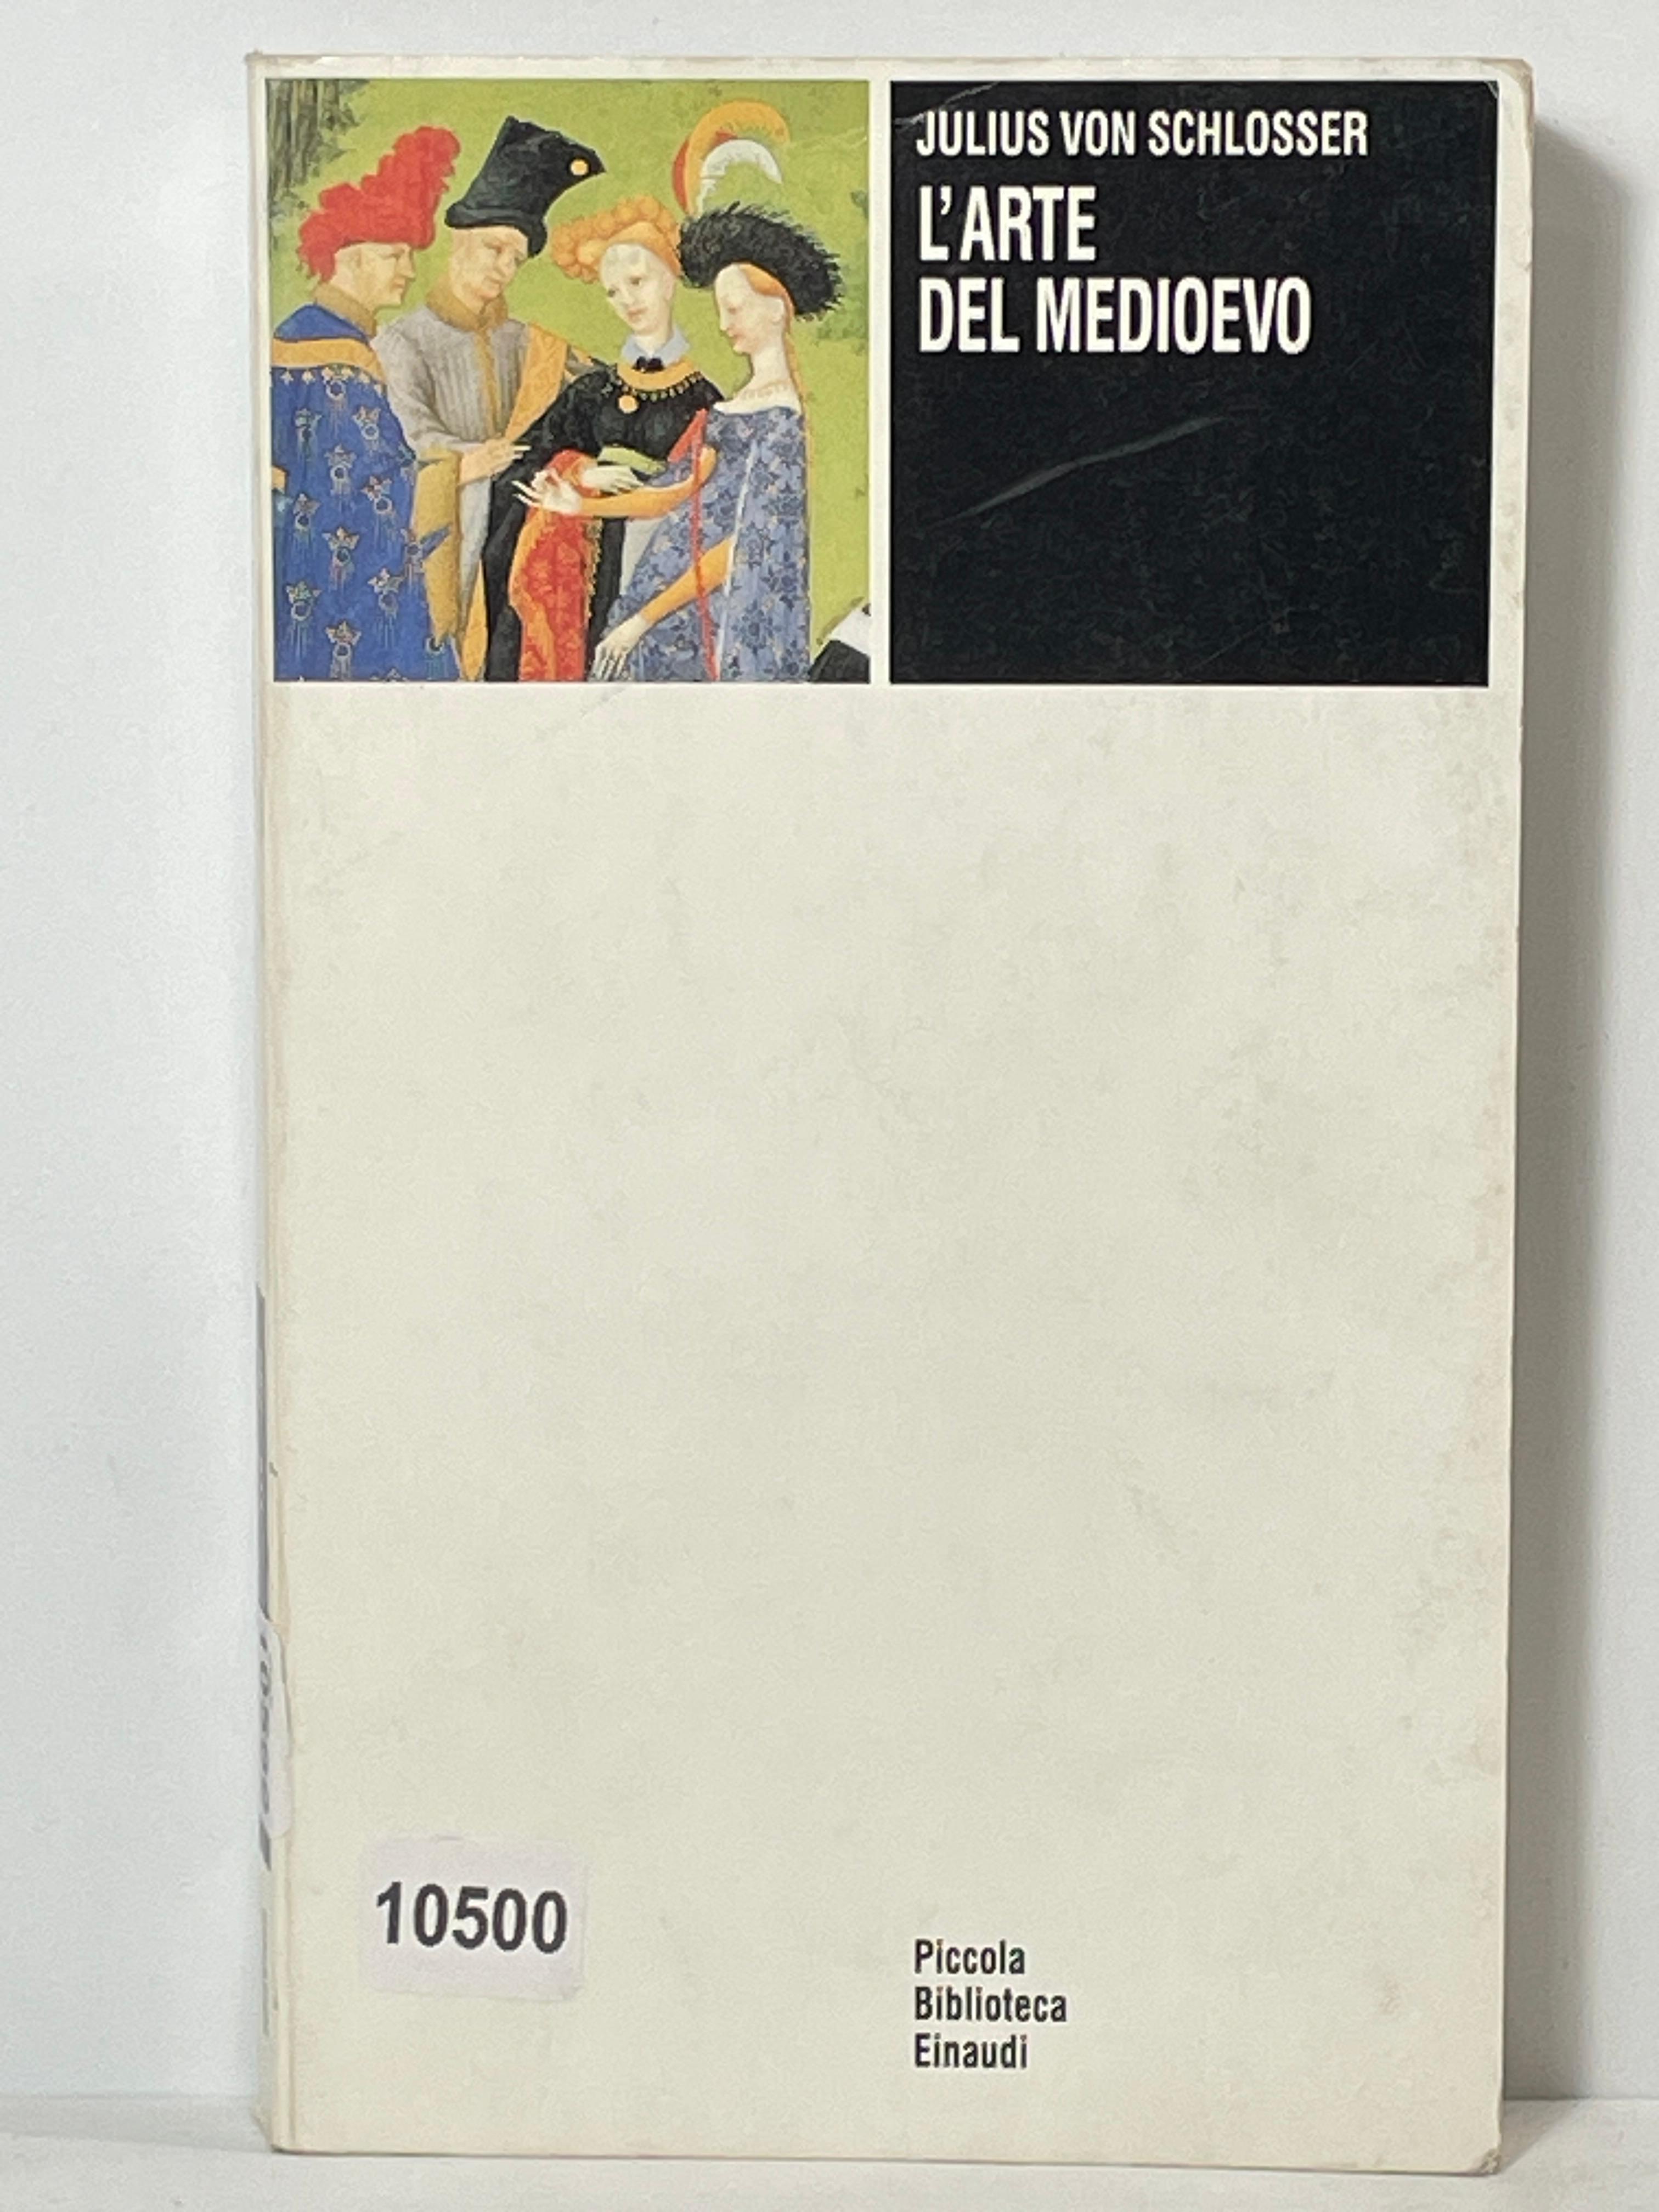 JULIUS VON SCHLOSSER
L'ARTE
DEL MEDIOEVO
10500
Piccola
Biblioteca
Einaudi